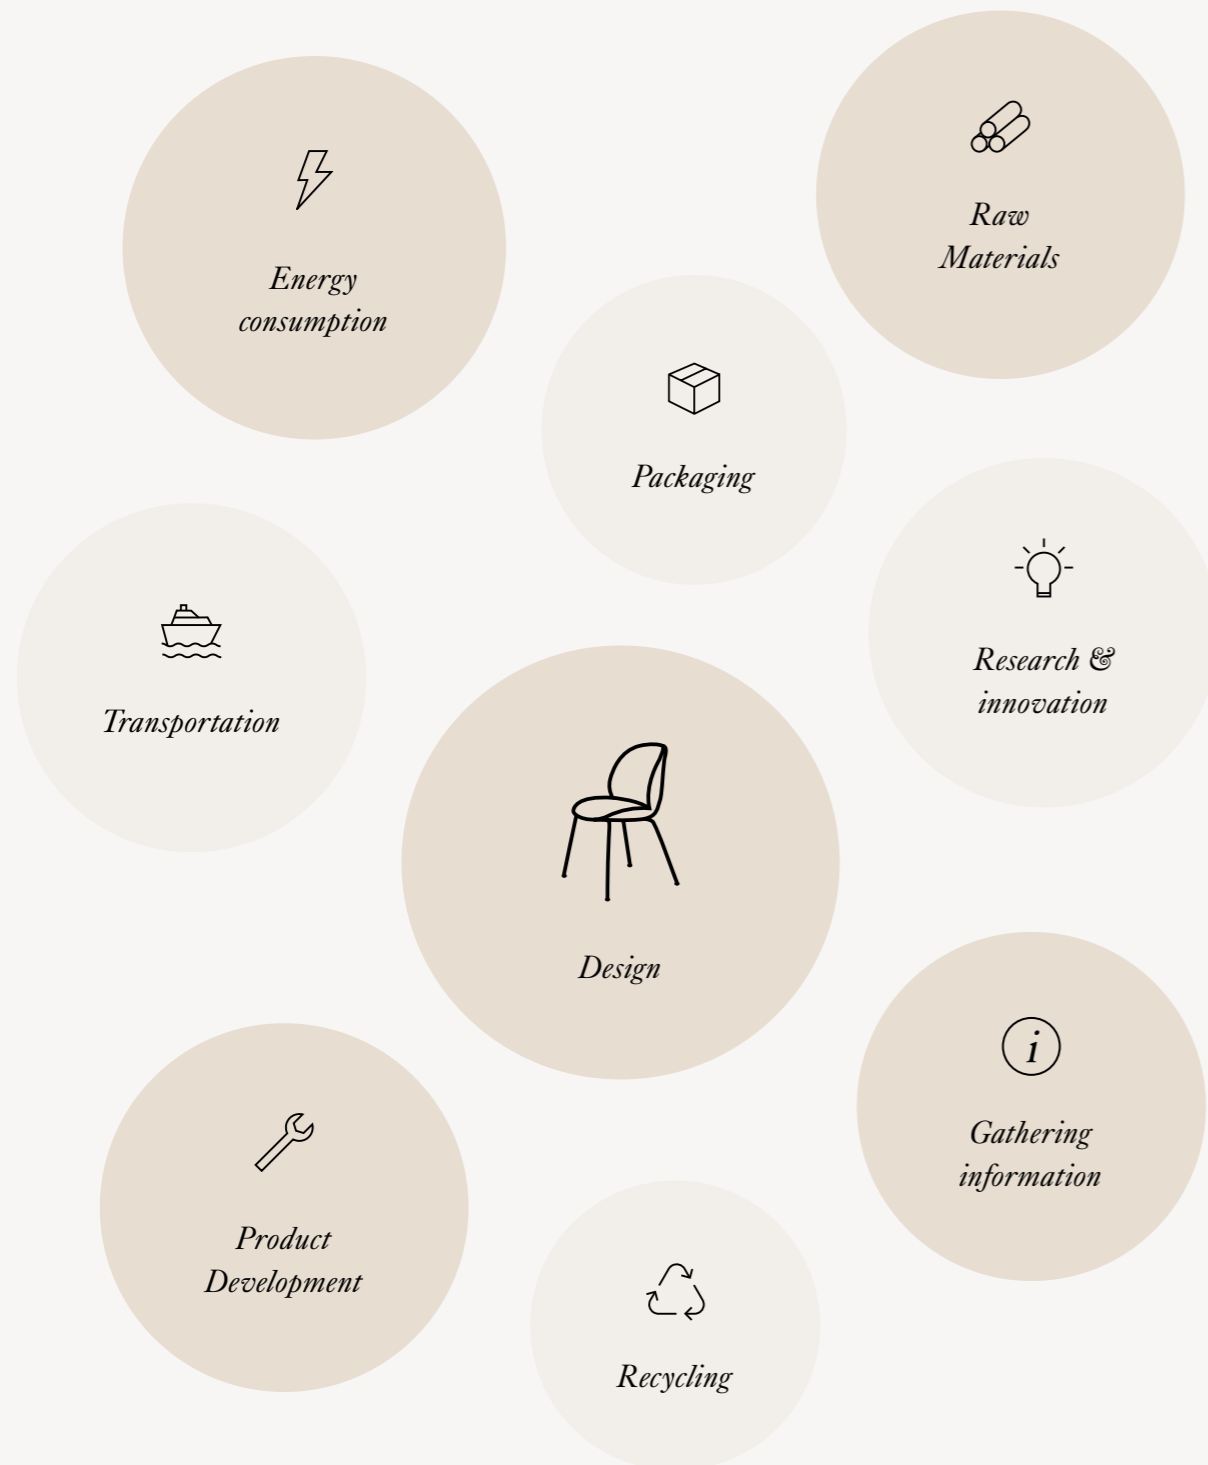 Energy
consumption
Raw
Materials
Packaging
Transportation
Research &
innovation
Design
Gathering
information
Product
Development
Recycling